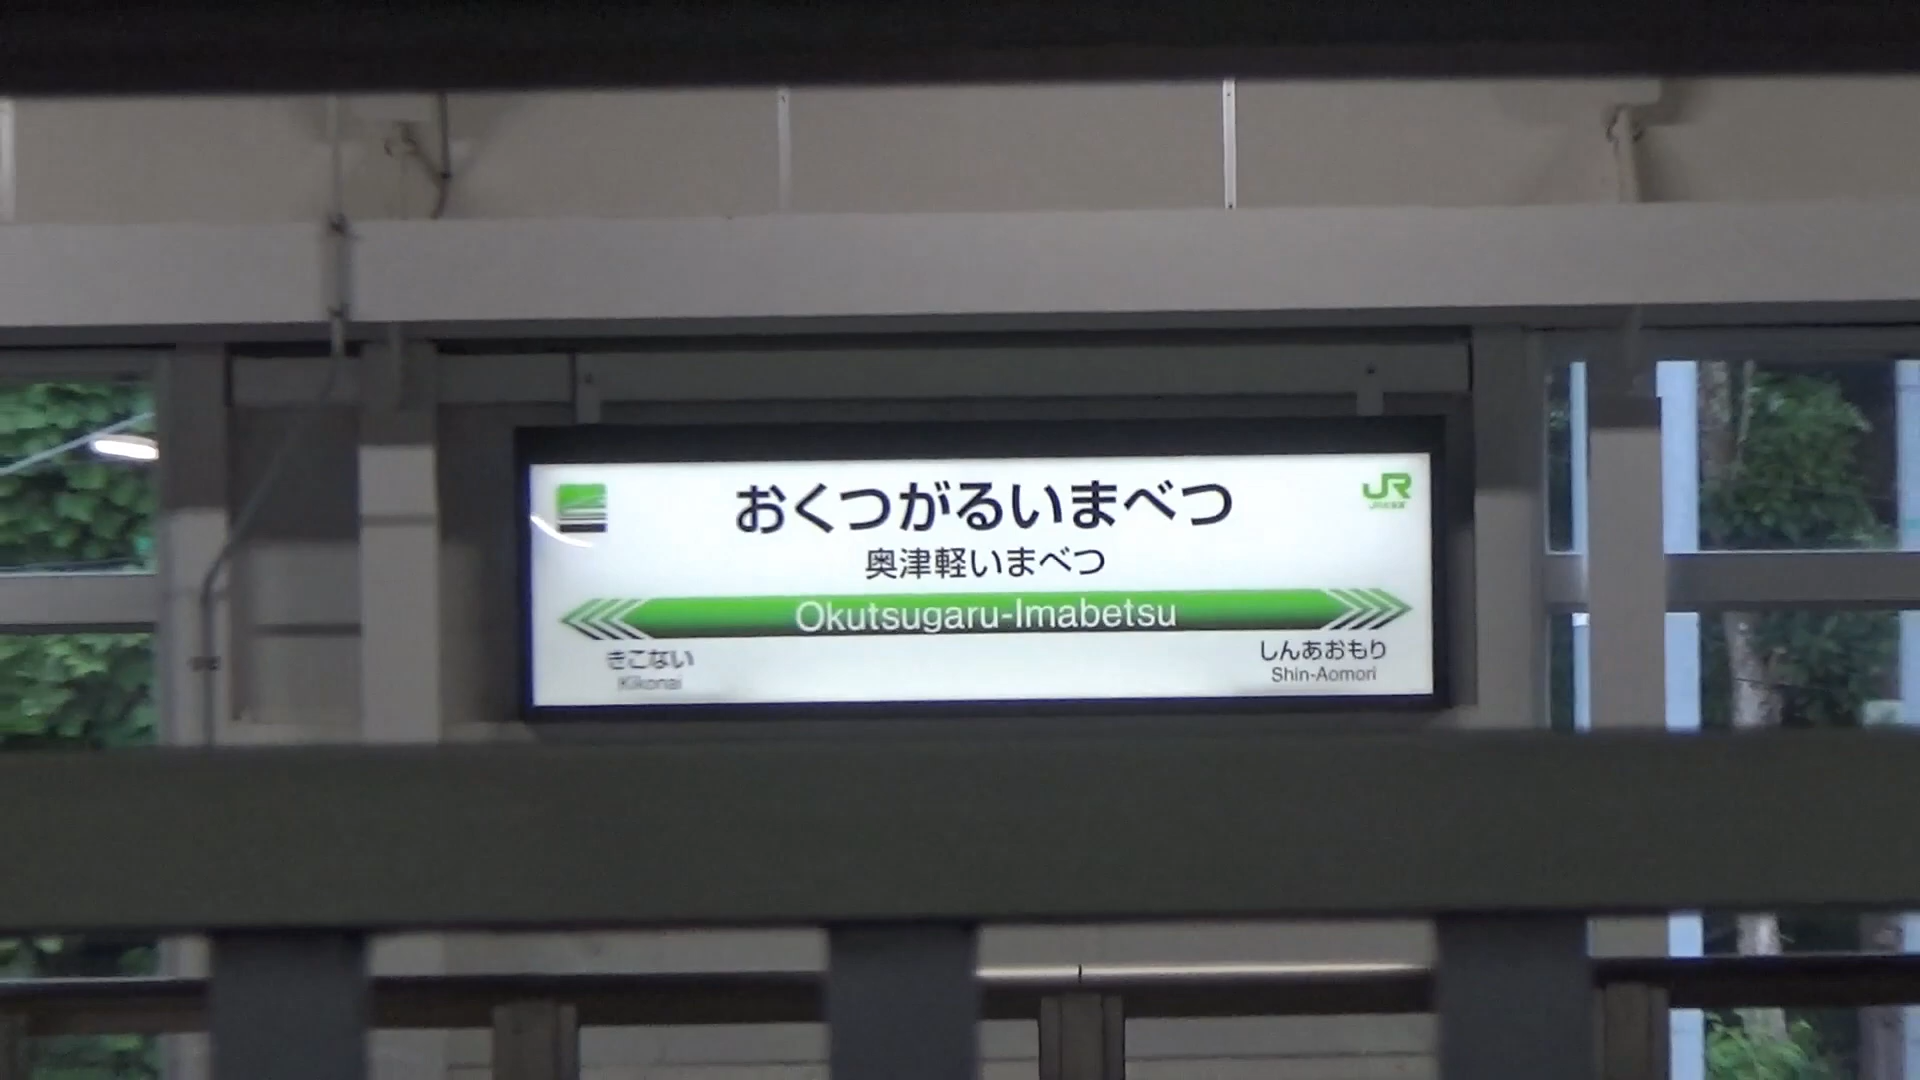 おくつがるいまべつ
JR
奥津軽いまべつ
Okutsugaru-Imabetsu
きこない
Kikonai
しんあおもり
Shin-Aomori